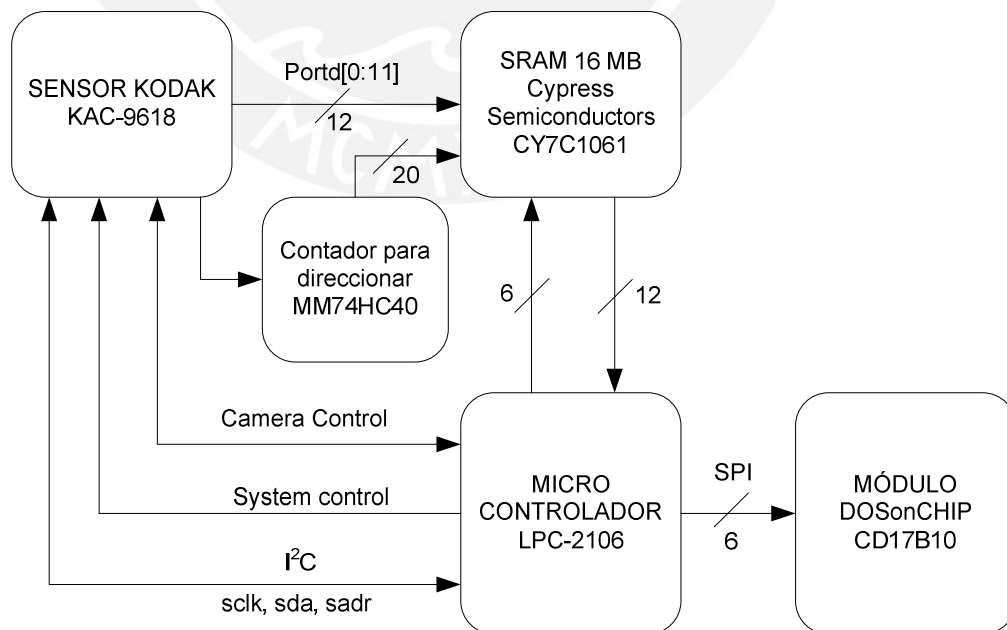 SENSOR KODAK
KAC-9618
Portd[0:11]
12
SRAM 16 MB
Cypress
Semiconductors
CY7C1061
20
Contador para
direccionar
MM74HC40
6
12
Camera Control
System control
I²C
sclk, sda, sadr
MICRO
CONTROLADOR
LPC-2106
SPI
6
MÓDULO
DOSonCHIP
CD17B10